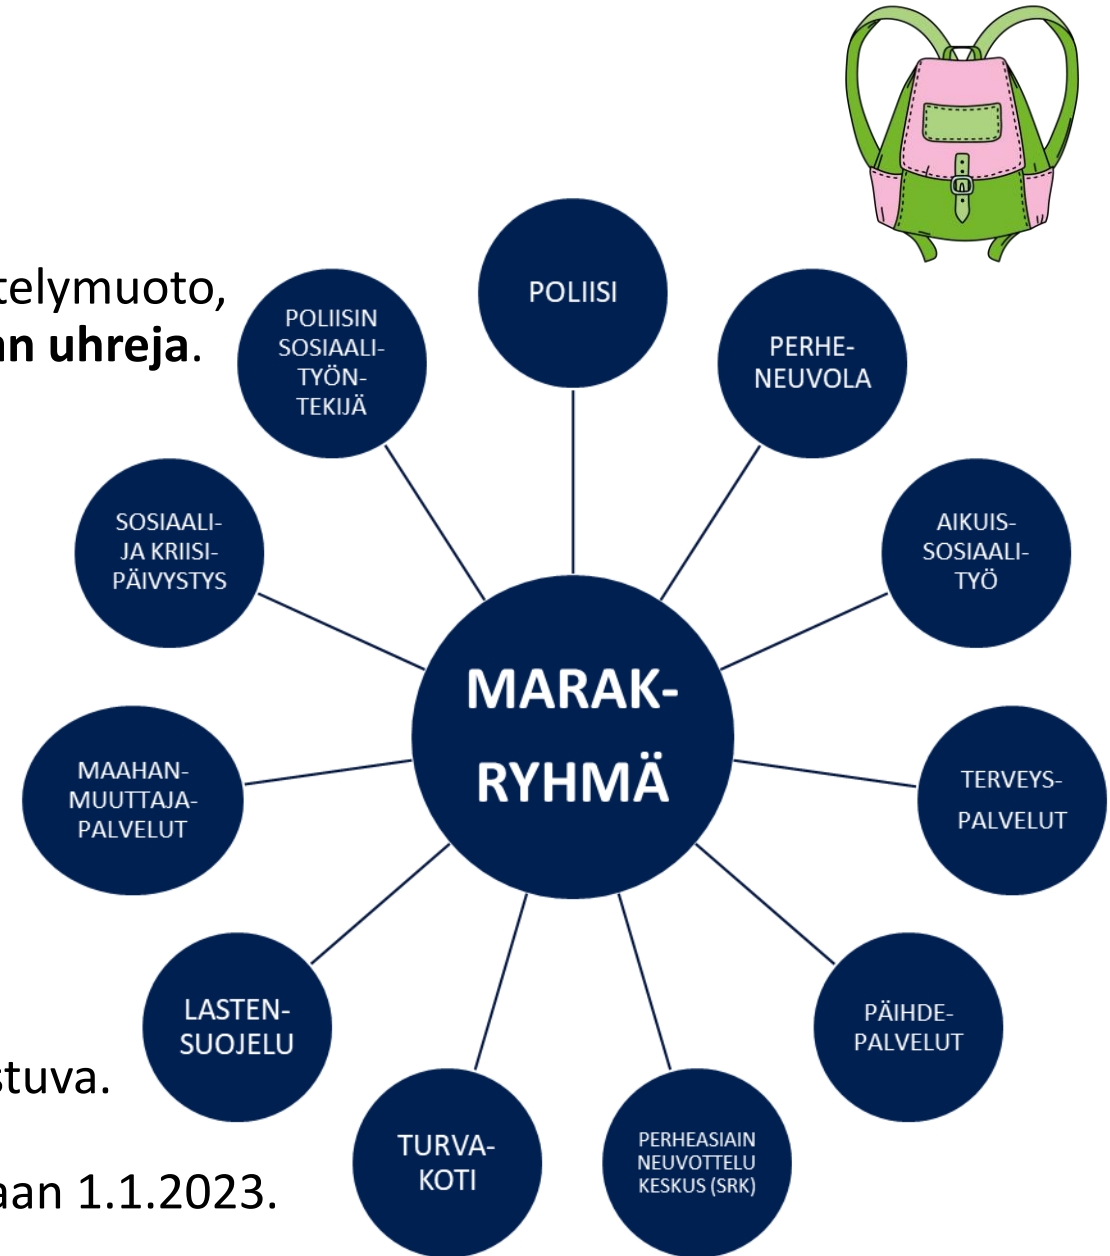 telymuoto,
an uhreja.
stuva.
aan 1.1.2023.
MARAK-
RYHMÄ
POLIISI
PERHE-
NEUVOLA
AIKUIS-
SOSIAALI-
TYÖ
TERVEYS-
PALVELUT
PÄIHDE-
PALVELUT
PERHEASIAIN
NEUVOTTELU
KESKUS (SRK)
TURVA-
KOTI
LASTEN-
SUOJELU
MAAHAN-
MUUTTAJA-
PALVELUT
SOSIAALI-
JA KRIISI-
PÄIVYSTYS
POLIISIN
SOSIAALI-
TYÖN-
TEKIJÄ